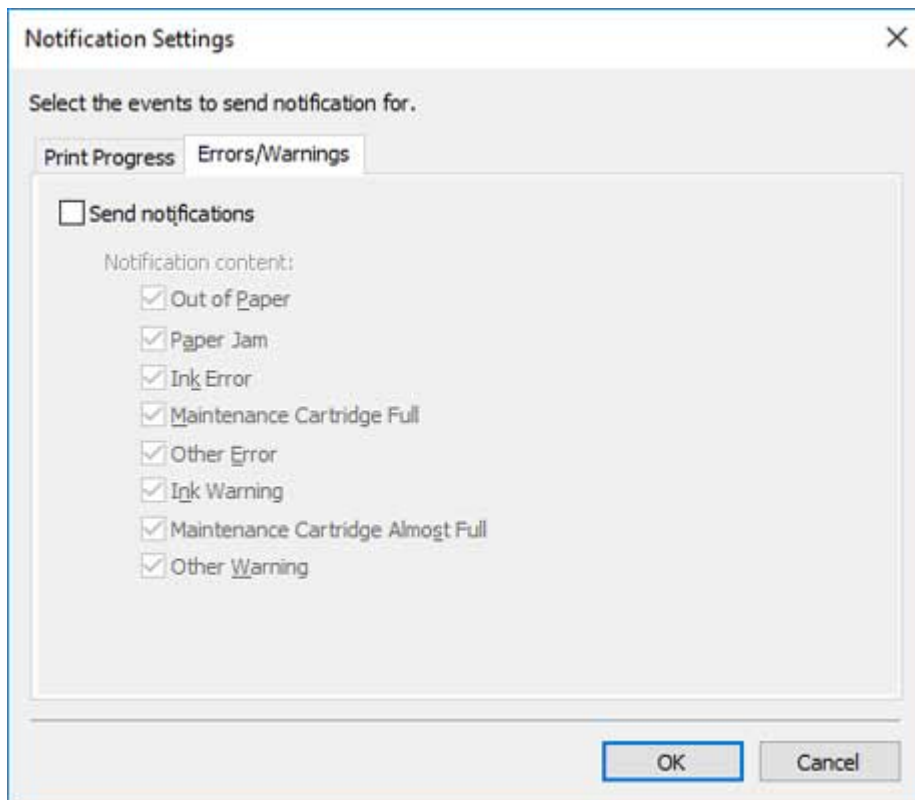 Notification Settings
Select the events to send notification for.
Print Progress Errors/Warnings
Send notifications
Notification content:
Out of Paper
Paper Jam
Ink Error
Maintenance Cartridge Full
Other Error
Ink Warning
Maintenance Cartridge Almost Full
Other Warning
OK Cancel